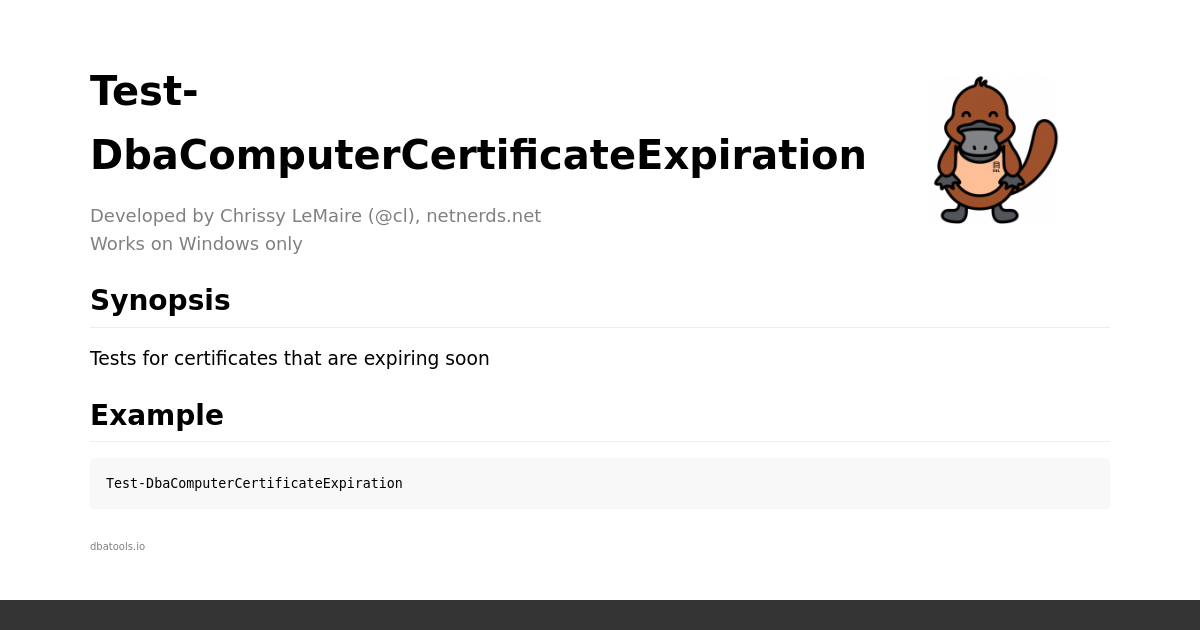 Test-
DbaComputerCertificateExpiration
Developed by Chrissy LeMaire (@cl), netnerds.net
Works on Windows only
Synopsis
Tests for certificates that are expiring soon
Example
Test-DbaComputerCertificateExpiration
dbatools.io